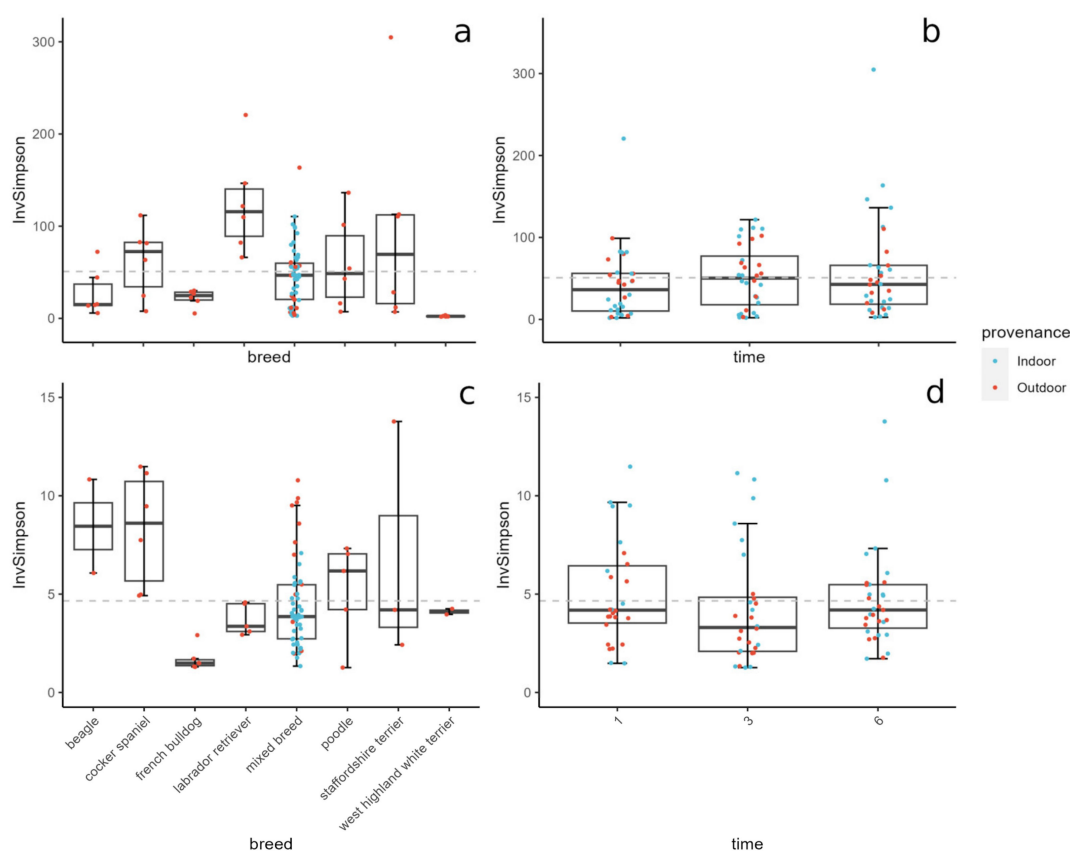 a
InvSimpson
300
200
100
0
breed
b
InvSimpson
300
200
100
0
time
provenance
Indoor
Outdoor
c
InvSimpson
15
10
5
0
beagle
cocker spaniel
french bulldog
labrador retriever
mixed breed
poodle
staffordshire terrier
west highland white terrier
breed
d
InvSimpson
15
10
5
0
1
3
6
time